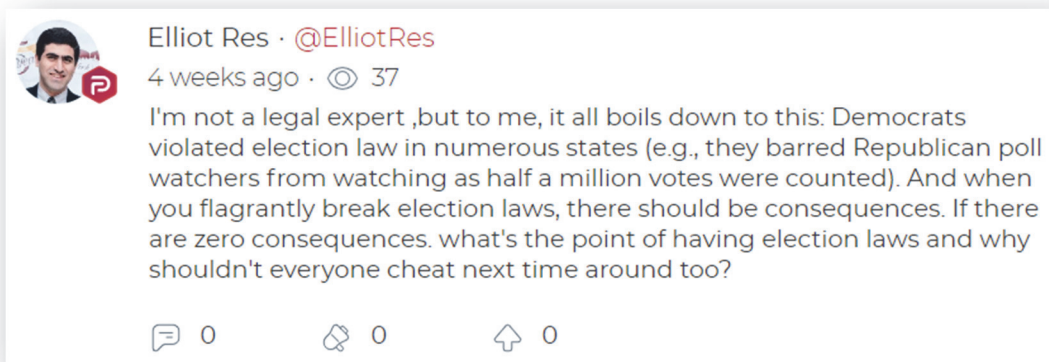 Elliot Res · @ElliotRes
4 weeks ago · 37
I'm not a legal expert ,but to me, it all boils down to this: Democrats
violated election law in numerous states (e.g., they barred Republican poll
watchers from watching as half a million votes were counted). And when
you flagrantly break election laws, there should be consequences. If there
are zero consequences. what's the point of having election laws and why
shouldn't everyone cheat next time around too?
0 0 0